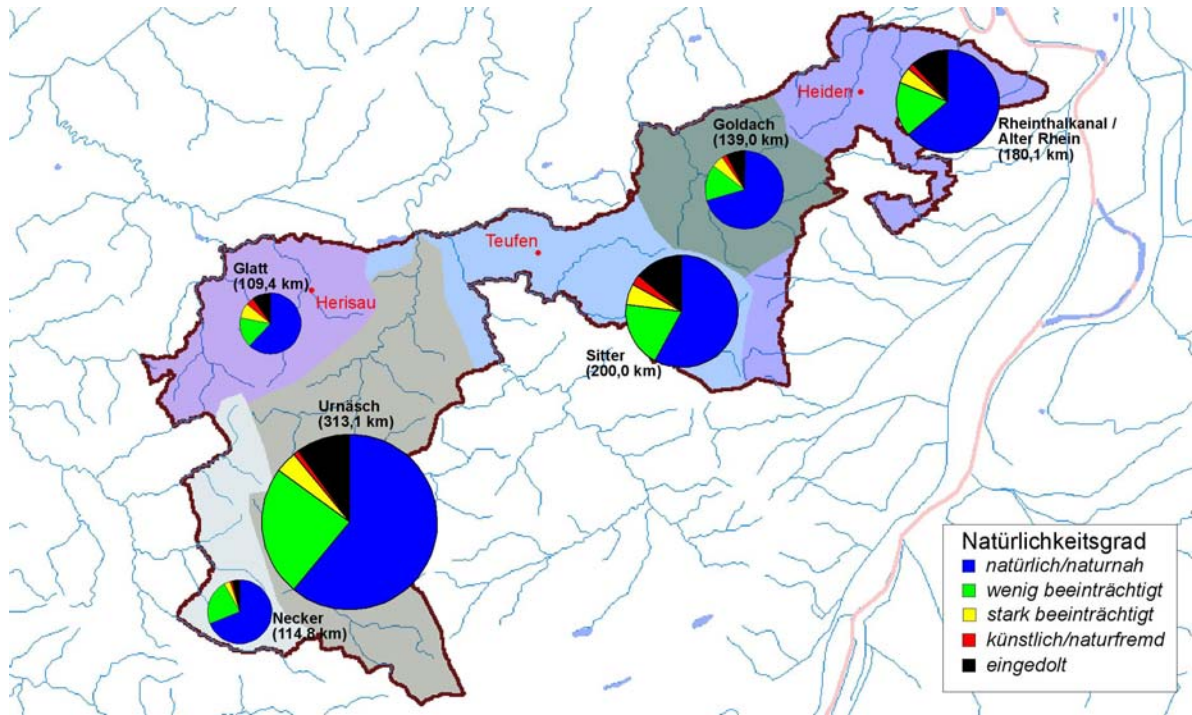 Heiden
Rheinthalkanal /
Alter Rhein
(180,1 km)
Goldach
(139,0 km)
Teufen
Glatt
(109,4 km)
Herisau
Sitter
(200,0 km)
Urnäsch
(313,1 km)
Necker
(114,8 km)
Natürlichkeitsgrad
natürlich/naturnah
wenig beeinträchtigt
stark beeinträchtigt
künstlich/naturfremd
eingedolt